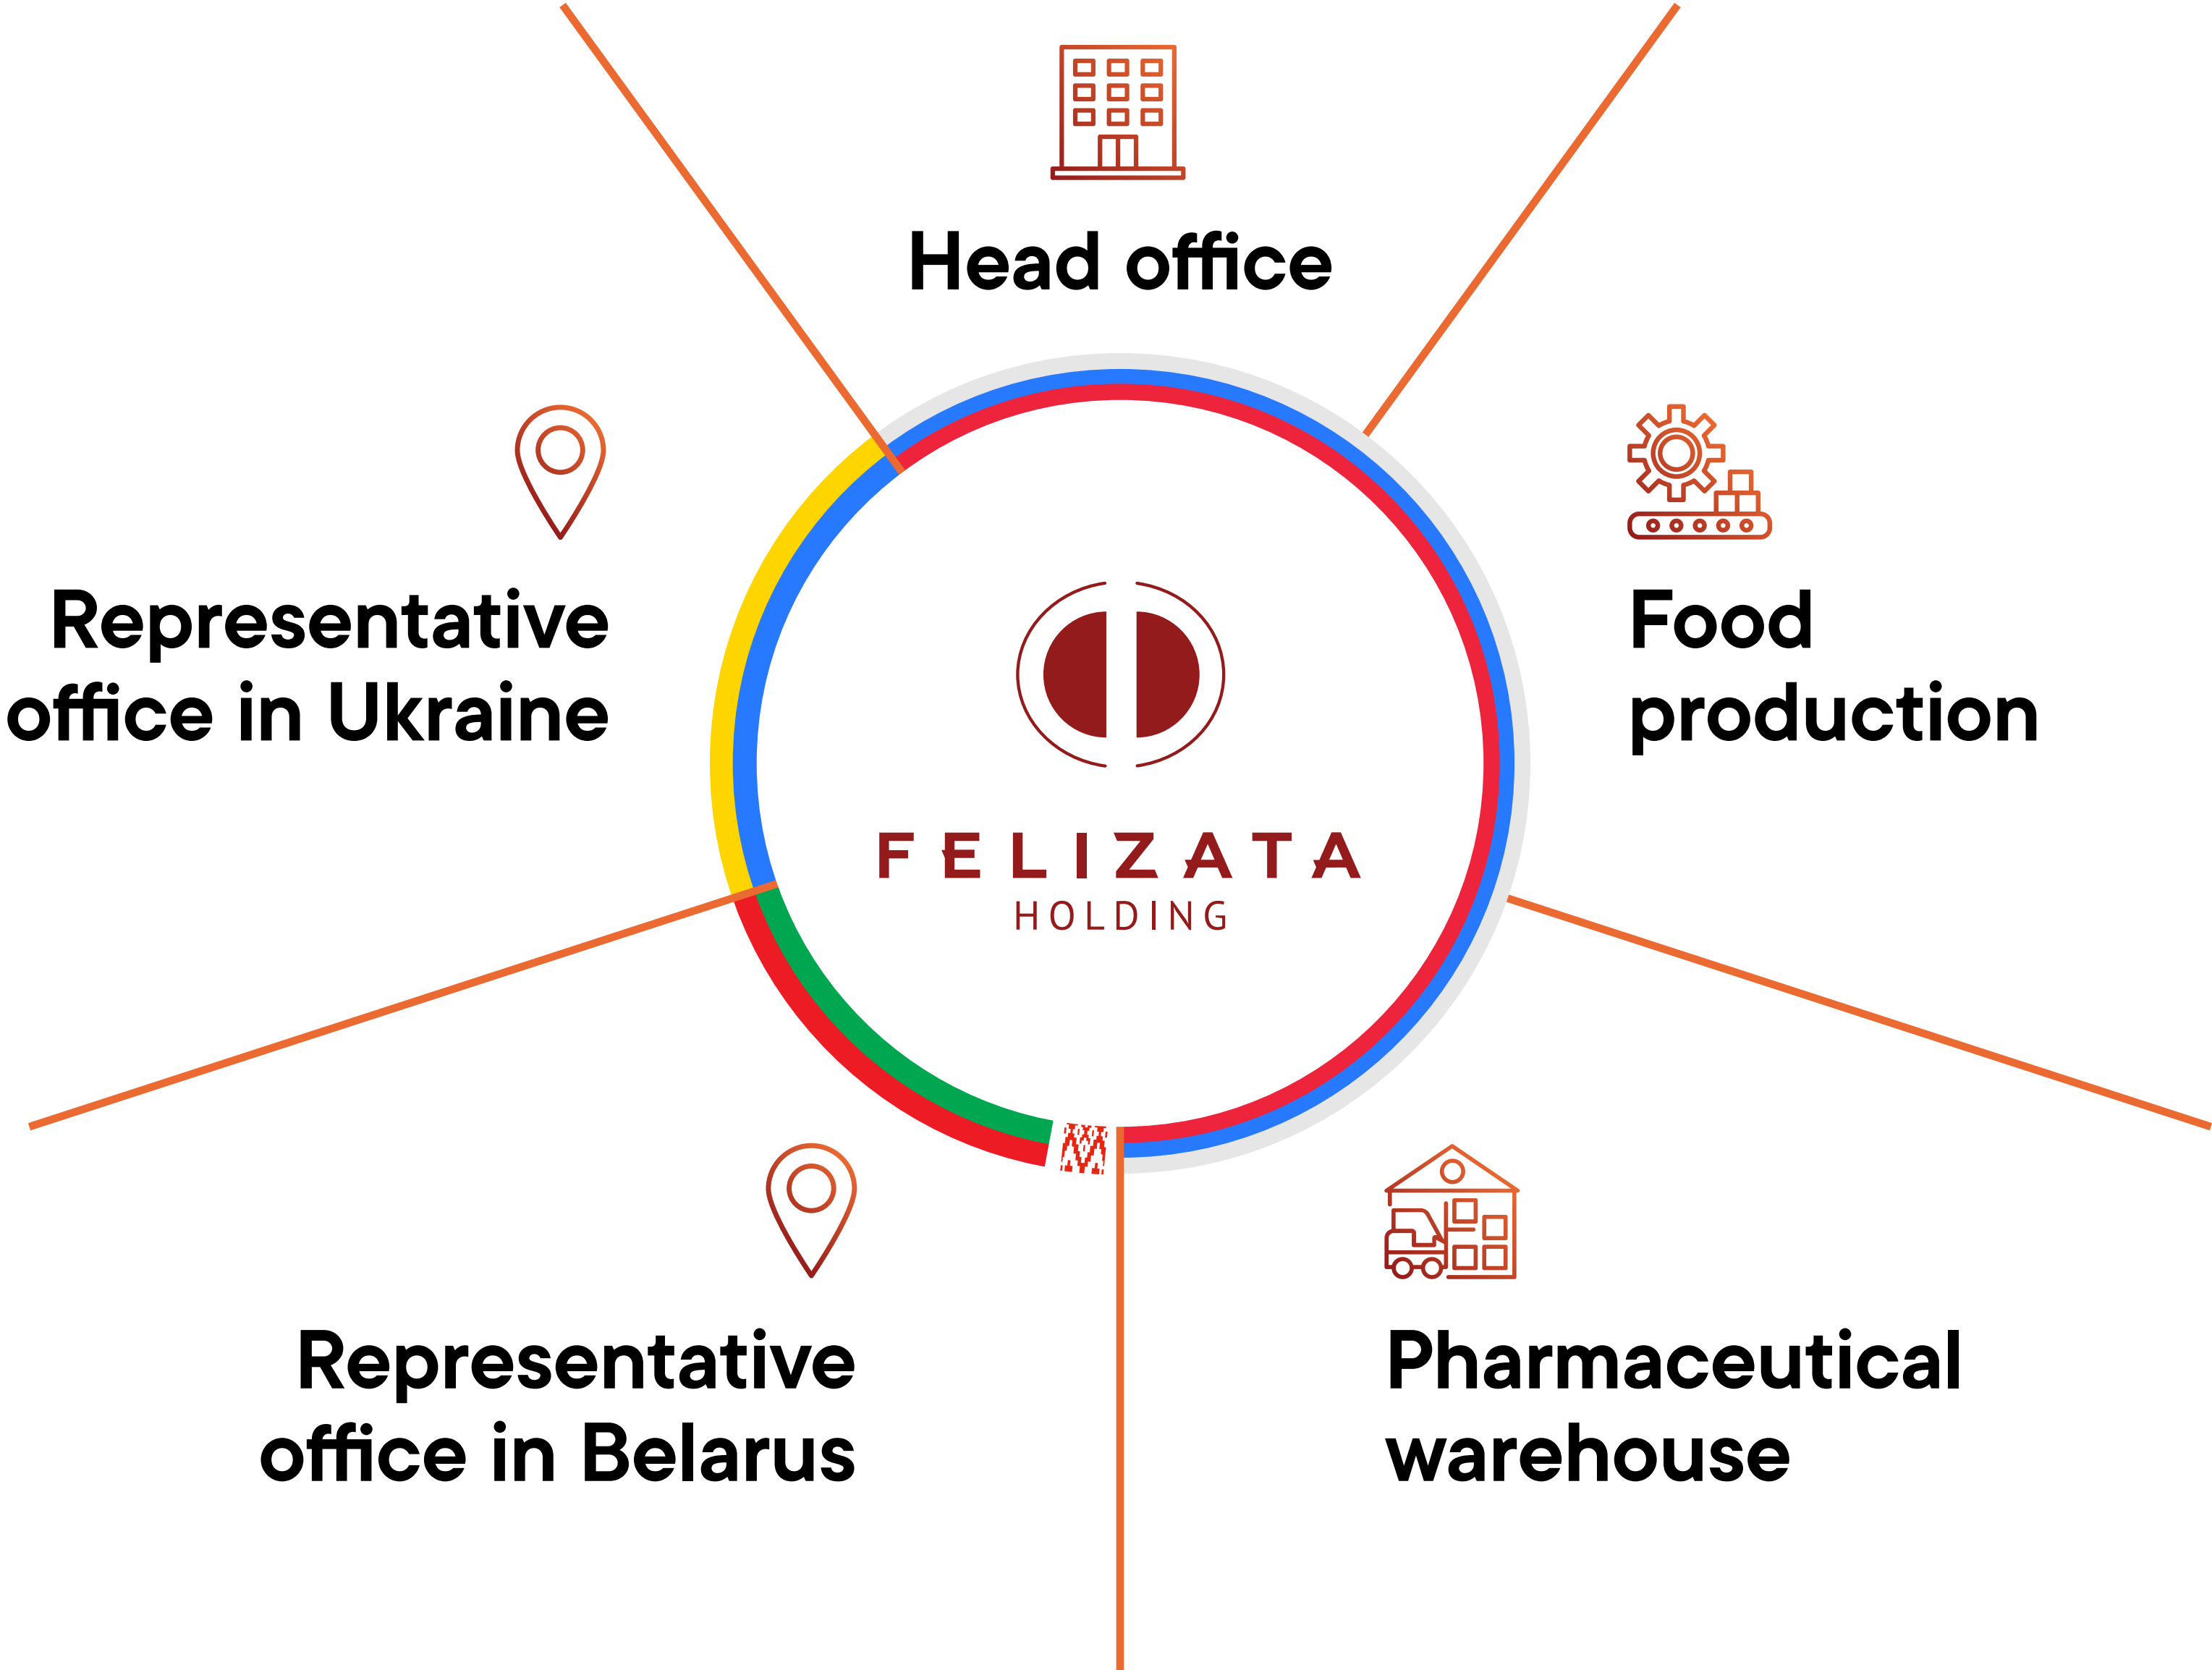 Head office
Representative
office in Ukraine
Food
production
FELIZATA
HOLDING
Representative
office in Belarus
Pharmaceutical
warehouse